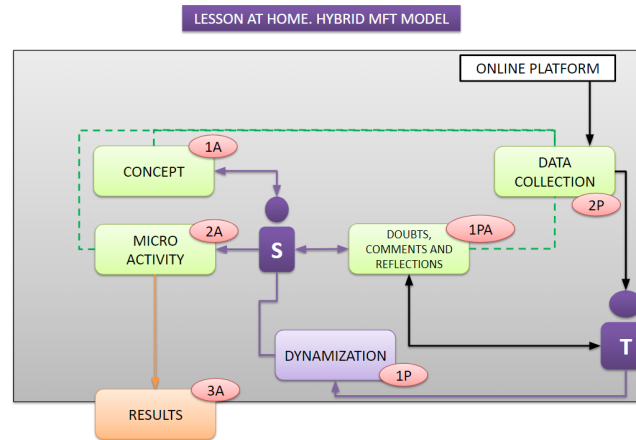 LESSON AT HOME. HYBRID MFT MODEL
ONLINE PLATFORM
1A
CONCEPT
DATA
COLLECTION
2P
MICRO
ACTIVITY
2A
S
DOUBTS,
COMMENTS AND
REFLECTIONS
1PA
T
DYNAMIZATION
1P
3A
RESULTS